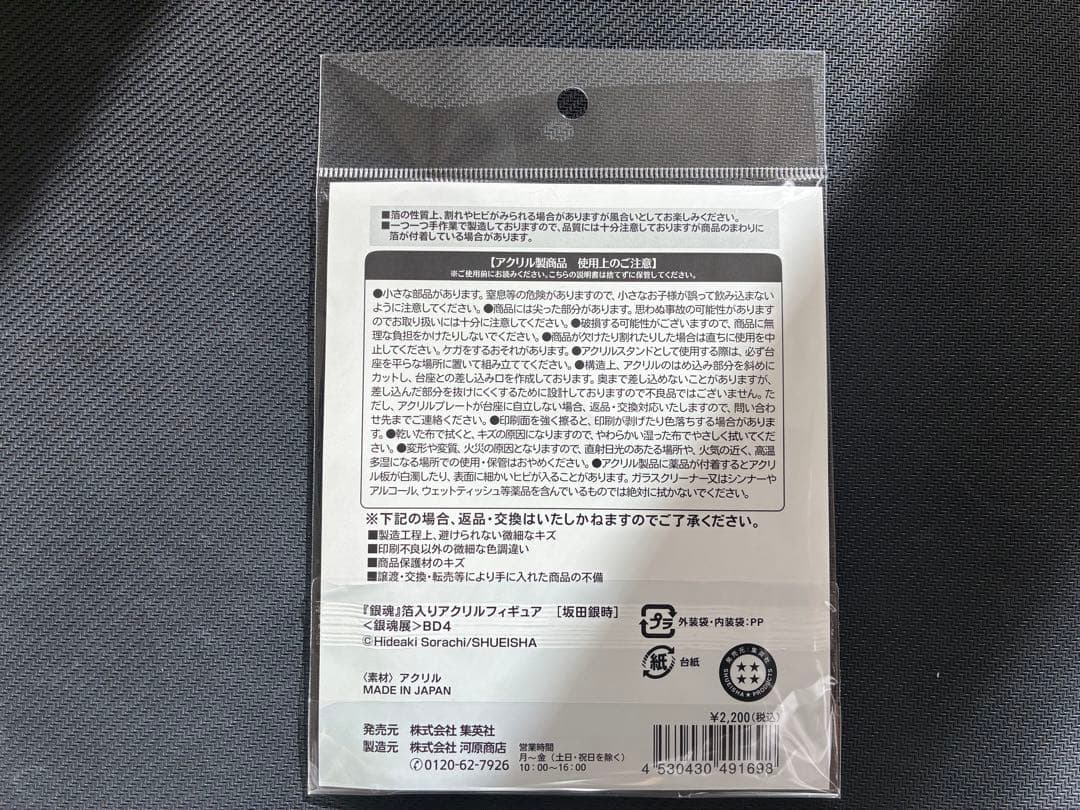 ■箔の性質上、割れやヒビがみられる場合がありますが風合いとしてお楽しみください。
■一つ一つ手作業で製造しておりますので、品質には十分注意しておりますが商品のまわりに
箔が付着している場合があります。
【アクリル製商品 使用上のご注意】
※ご使用前にお読みください。こちらの説明書は捨てずに保管してください。
●小さな部品があります。窒息等の危険がありますので、小さなお子様が誤って飲み込まない
ように注意してください。●商品には尖った部分があります。思わぬ事故の可能性があります
のでお取り扱いには十分に注意してください。●破損する可能性がございますので、商品に無
理な負担をかけたりしないでください。●商品が欠けたり割れたりした場合は直ちに使用を中
止してください。ケガをするおそれがあります。●アクリルスタンドとして使用する際は、必ず台
座を平らな場所に置いて組み立ててください。●構造上、アクリルのはめ込み部分を斜めに
カットし、台座との差し込み口を作成しております。奥まで差し込めないことがありますが、
差し込んだ部分を抜けにくくするために設計しておりますので不良品ではございません。た
だし、アクリルプレートが台座に自立しない場合、返品・交換対応いたしますので、問い合わ
せ先までご連絡ください。●印刷面を強く擦ると、印刷が剥げたり色落ちする場合がありま
す。●乾いた布で拭くと、キズの原因になりますので、やわらかい湿った布でやさしく拭いてくだ
さい。●変形や変質、火災の原因となりますので、直射日光のあたる場所や、火気の近く、高温
多湿になる場所での使用・保管はおやめください。●アクリル製品に薬品が付着するとアクリ
ル板が白濁したり、表面に細かいヒビが入ることがあります。ガラスクリーナー又はシンナーや
アルコール、ウェットティッシュ等薬品を含んでいるものでは絶対に拭かないでください。
※下記の場合、返品・交換はいたしかねますのでご了承ください。
■製造工程上、避けられない微細なキズ
■印刷不良以外の微細な色調違い
■商品保護材のキズ
■譲渡・交換・転売等により手に入れた商品の不備
『銀魂』箔入りアクリルフィギュア [坂田銀時]
<銀魂展>BD4
©Hideaki Sorachi/SHUEISHA
プラ 外装袋・内装袋:PP
紙 台紙
〈素材〉アクリル
MADE IN JAPAN
発売元/集英社
SHUEISHA★PRODUCTS
¥2,200(税込)
発売元 株式会社 集英社
製造元 株式会社 河原商店
0120-62-7926
営業時間
月〜金(土日・祝日を除く)
10:00〜16:00
4 530430 491698